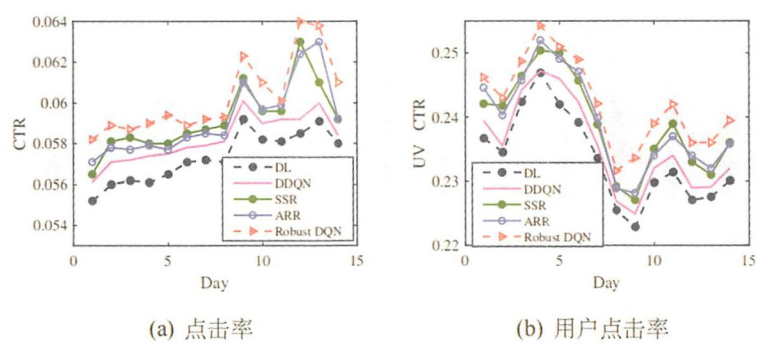 0.064
0.062
0.06
0.058
0.056
0.054
CTR
0
5
10
15
Day
DL
DDQN
SSR
ARR
Robust DQN
(a) 点击率
0.25
0.24
0.23
0.22
UV CTR
0
5
10
15
Day
DL
DDQN
SSR
ARR
Robust DQN
(b) 用户点击率